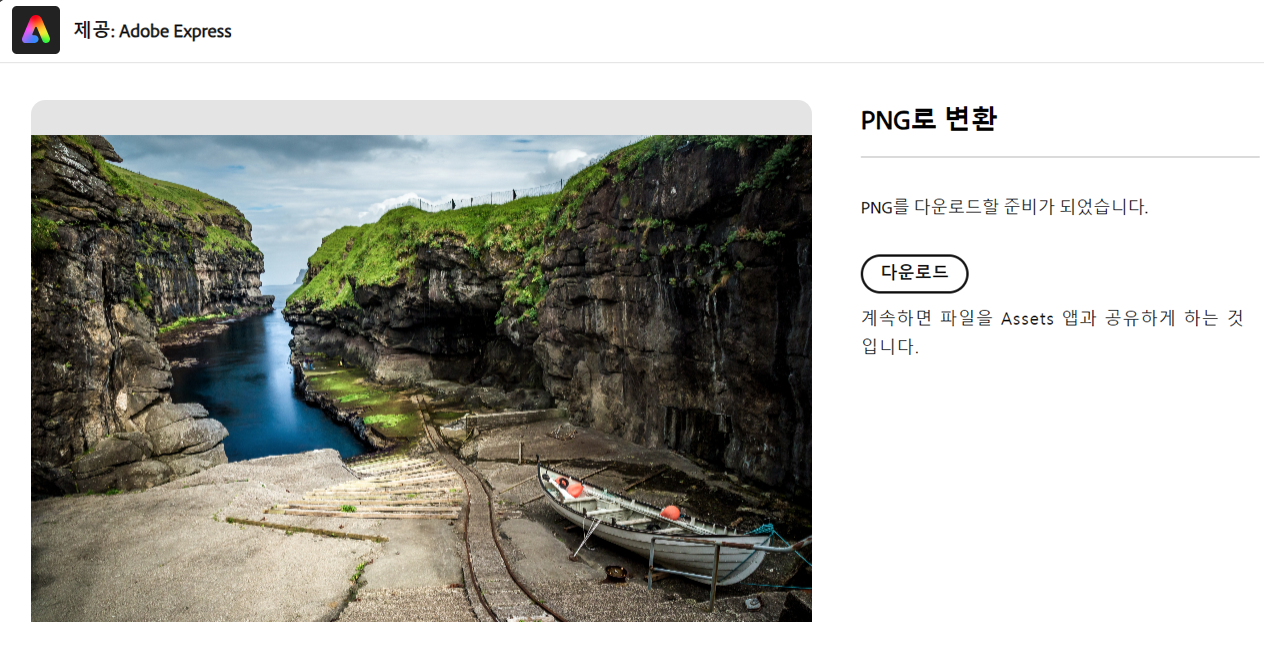 제공: Adobe Express
PNG로 변환
PNG를 다운로드할 준비가 되었습니다.
다운로드
계속하면 파일을 Assets 앱과 공유하게 하는 것
입니다.